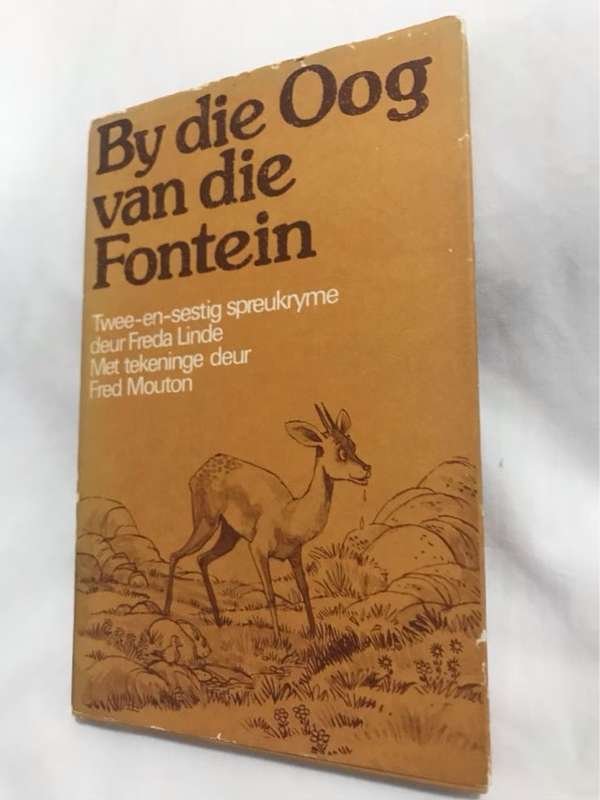 By die Oog
van die
Fontein
Twee-en-sestig spreukryme
deur Freda Linde
Met tekeninge deur
Fred Mouton